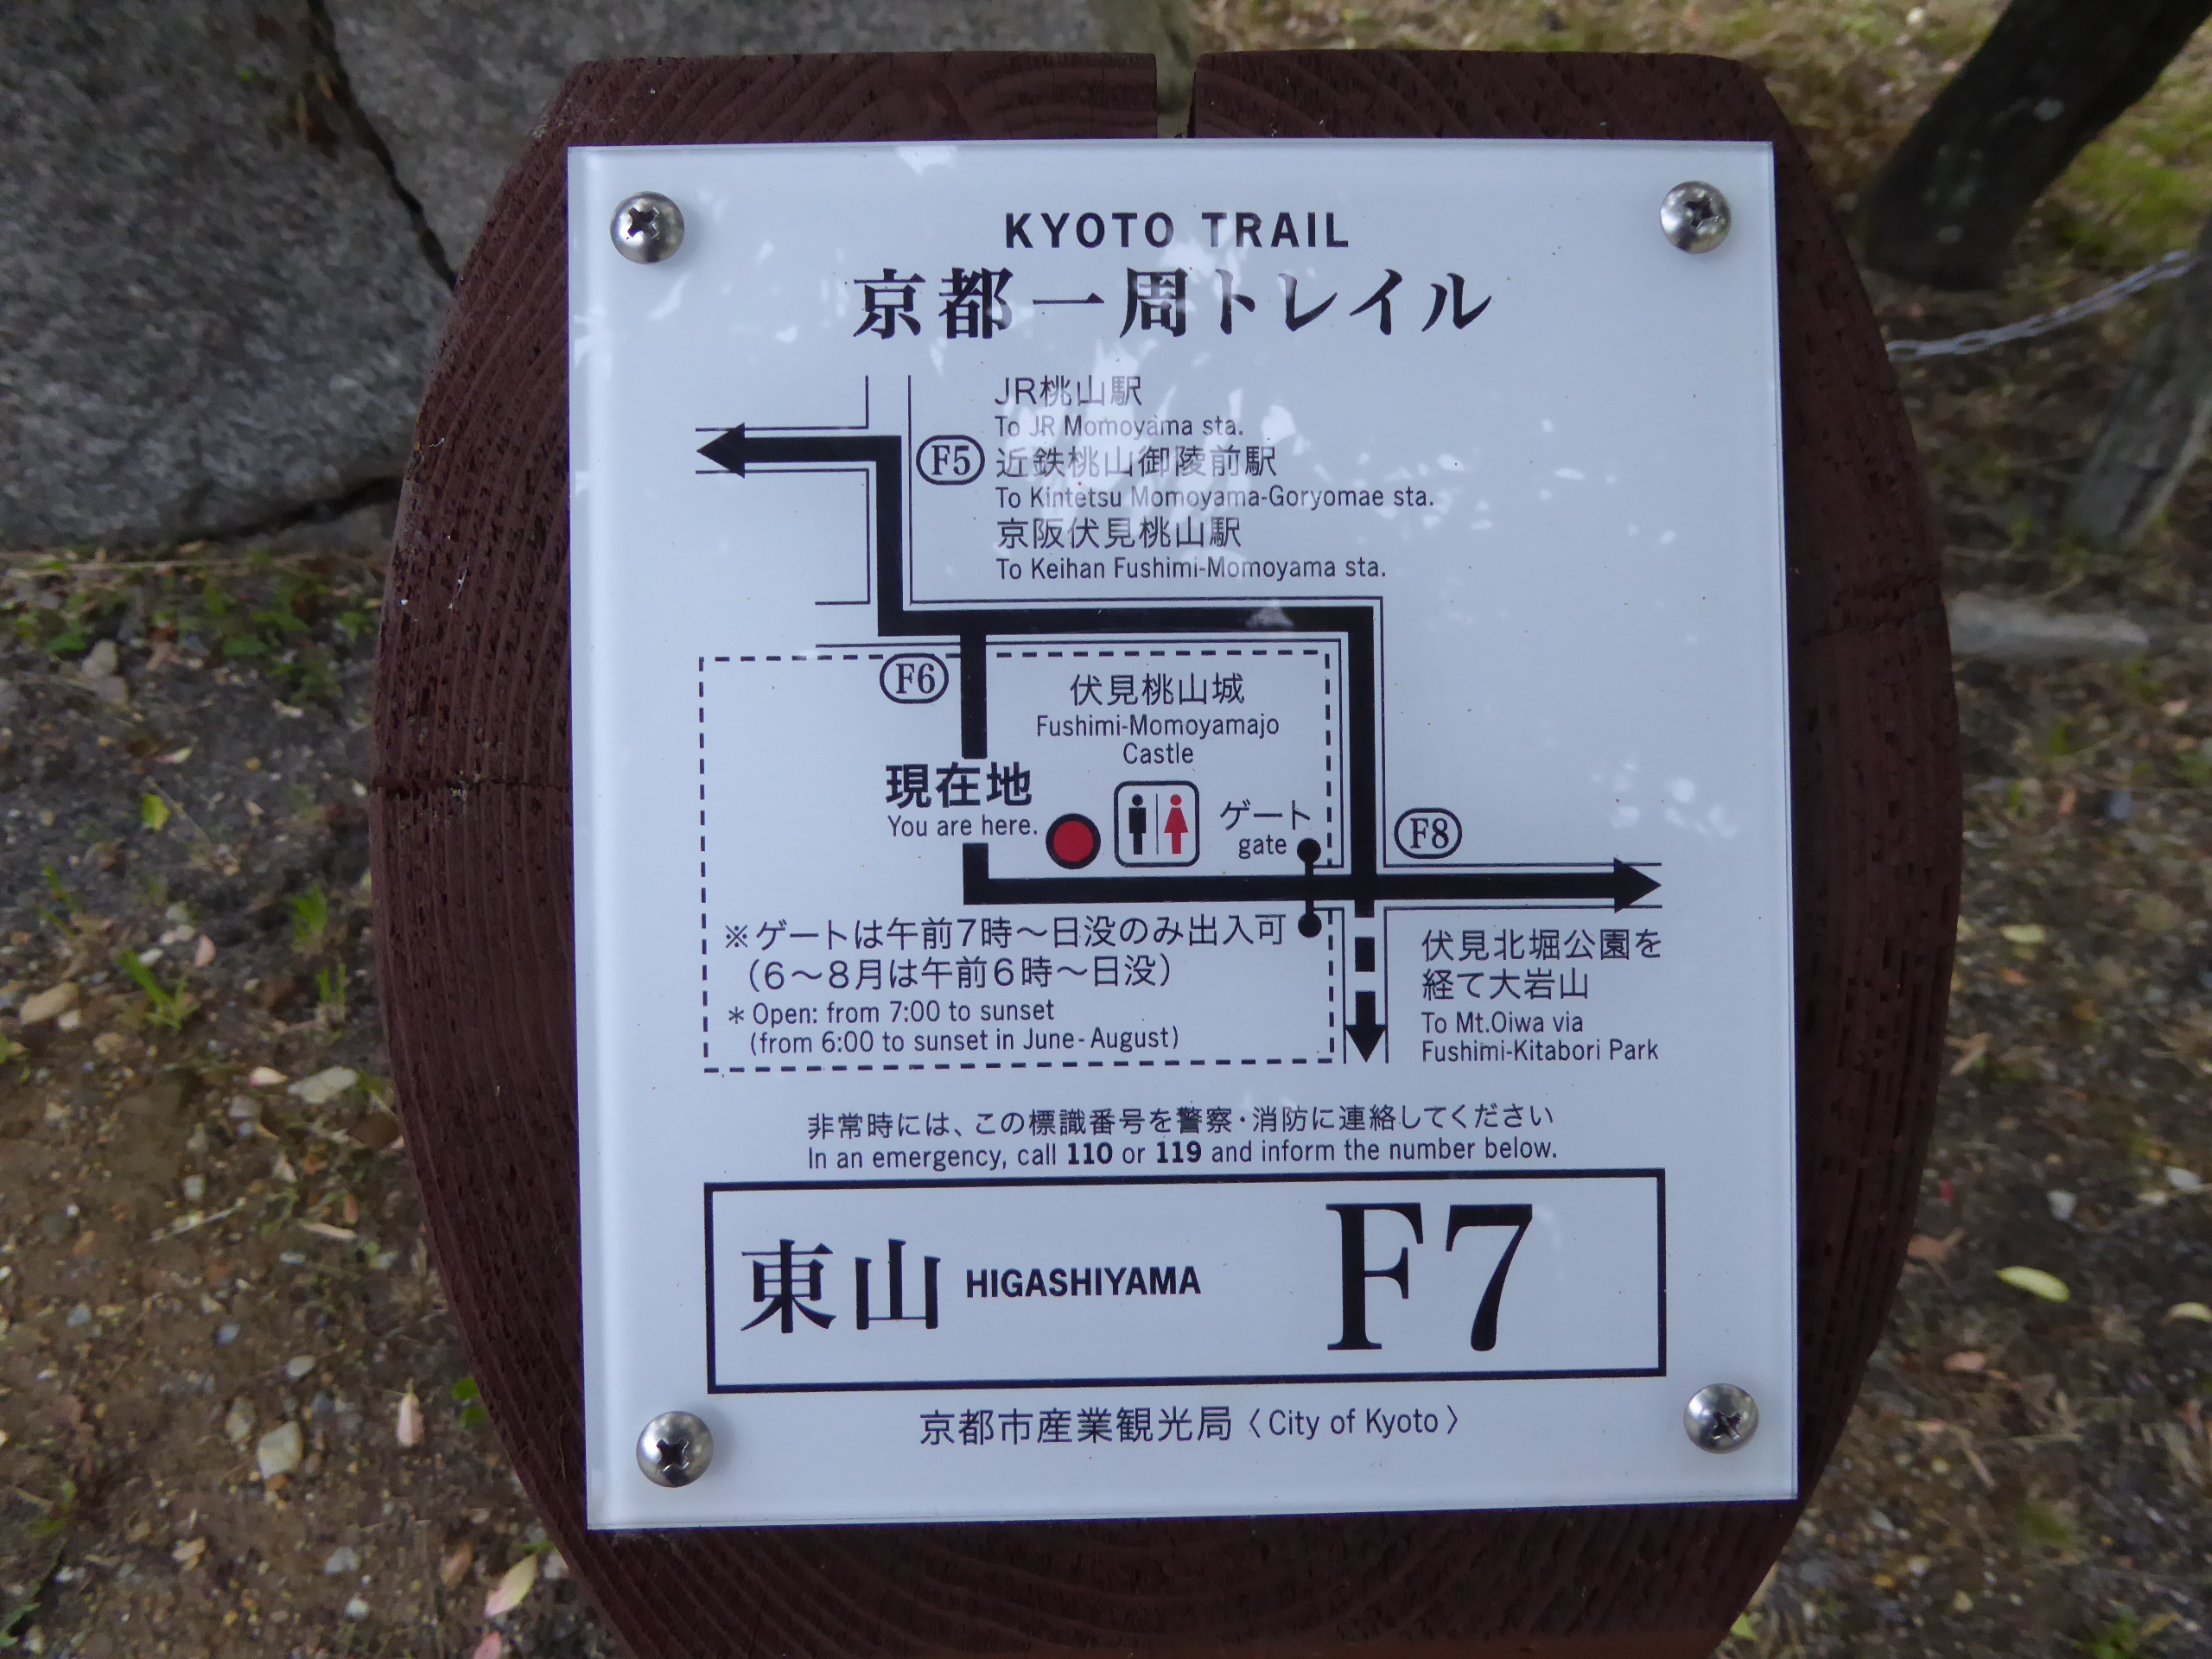 KYOTO TRAIL
京都一周トレイル
JR桃山駅
To JR Momoyama sta.
F5
近鉄桃山御陵前駅
To Kintetsu Momoyama-Goryomae sta.
京阪伏見桃山駅
To Keihan Fushimi-Momoyama sta.
F6
伏見桃山城
Fushimi-Momoyamajo
Castle
現在地
You are here.
ゲート
gate
F8
※ゲートは午前7時〜日没のみ出入可
（6〜8月は午前6時〜日没）
＊Open: from 7:00 to sunset
(from 6:00 to sunset in June-August)
伏見北堀公園を
経て大岩山
To Mt.Oiwa via
Fushimi-Kitabori Park
非常時には、この標識番号を警察・消防に連絡してください
In an emergency, call 110 or 119 and inform the number below.
東山 HIGASHIYAMA F7
京都市産業観光局〈City of Kyoto〉